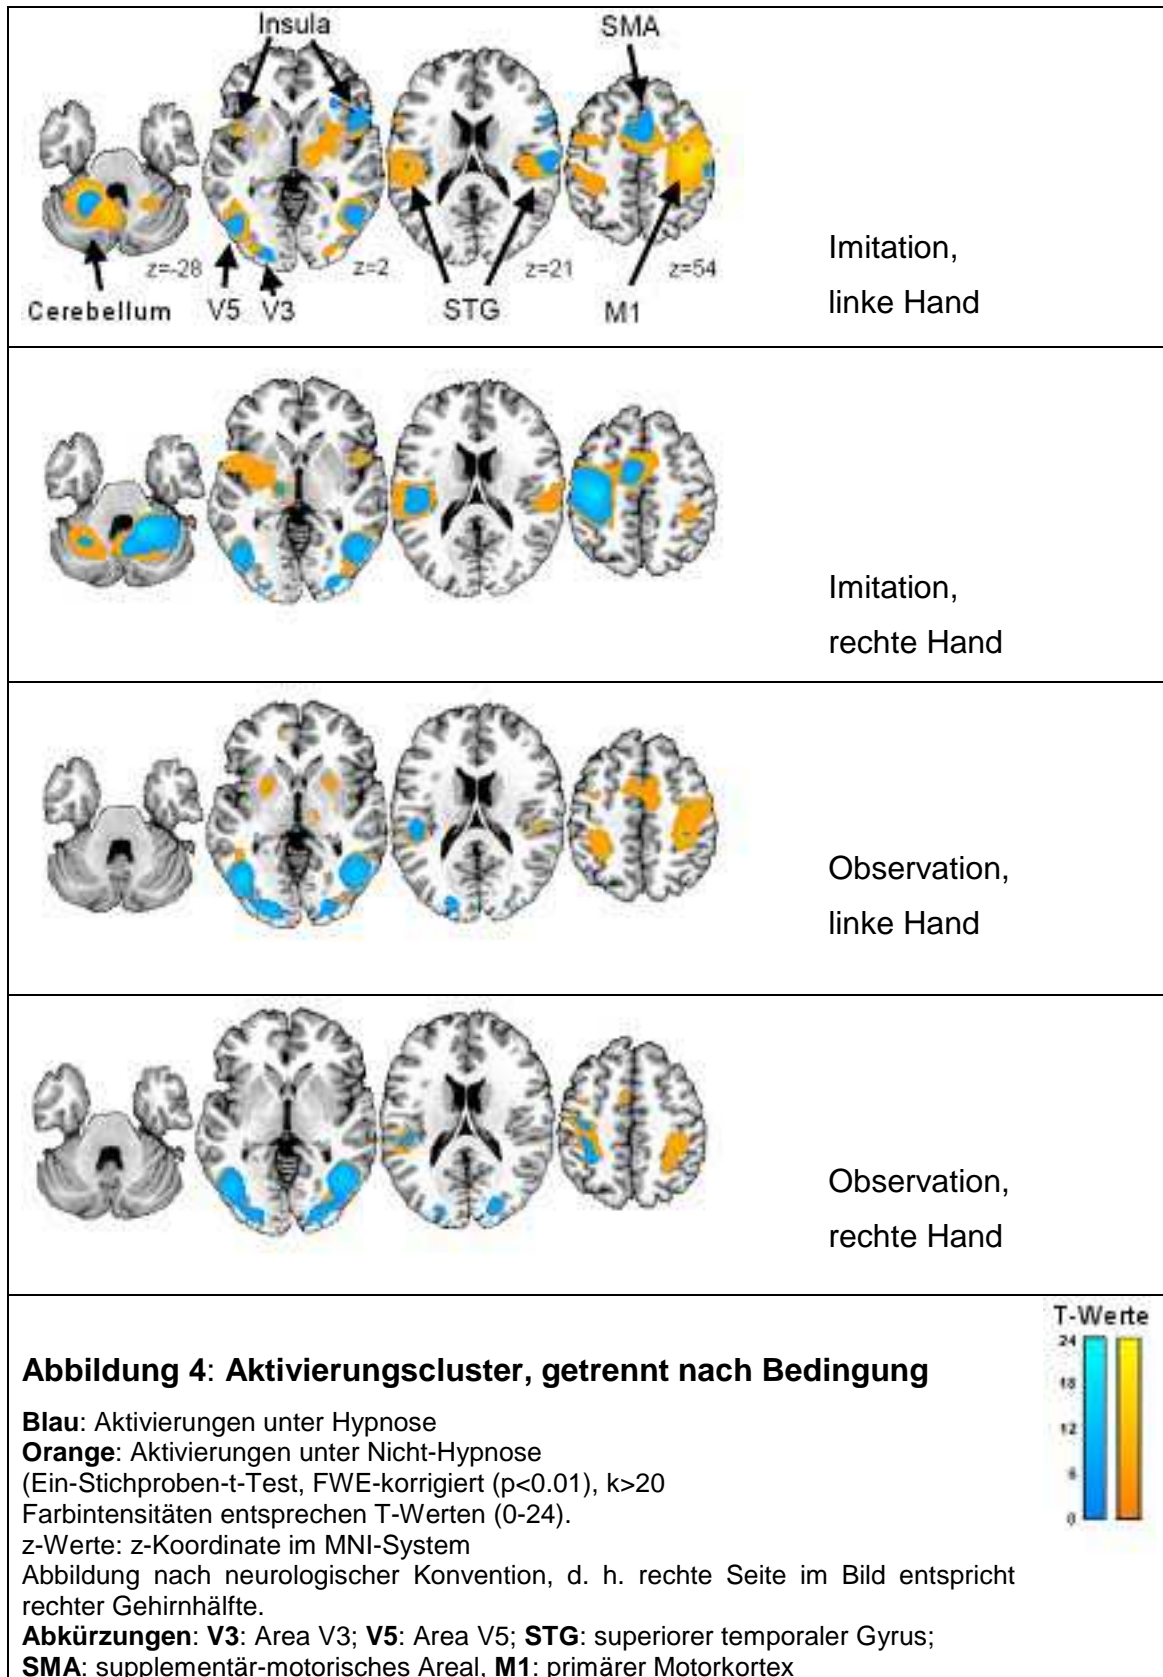 Insula
SMA
z=-28
z=2
z=21
z=54
Cerebellum
V5
V3
STG
M1
Imitation,
linke Hand
Imitation,
rechte Hand
Observation,
linke Hand
Observation,
rechte Hand
T-Werte
24
18
12
6
0
Abbildung 4: Aktivierungscluster, getrennt nach Bedingung
Blau: Aktivierungen unter Hypnose
Orange: Aktivierungen unter Nicht-Hypnose
(Ein-Stichproben-t-Test, FWE-korrigiert (p<0.01), k>20
Farbintensitäten entsprechen T-Werten (0-24).
z-Werte: z-Koordinate im MNI-System
Abbildung nach neurologischer Konvention, d. h. rechte Seite im Bild entspricht
rechter Gehirnhälfte.
Abkürzungen: V3: Area V3; V5: Area V5; STG: superiorer temporaler Gyrus;
SMA: supplementär-motorisches Areal, M1: primärer Motorkortex